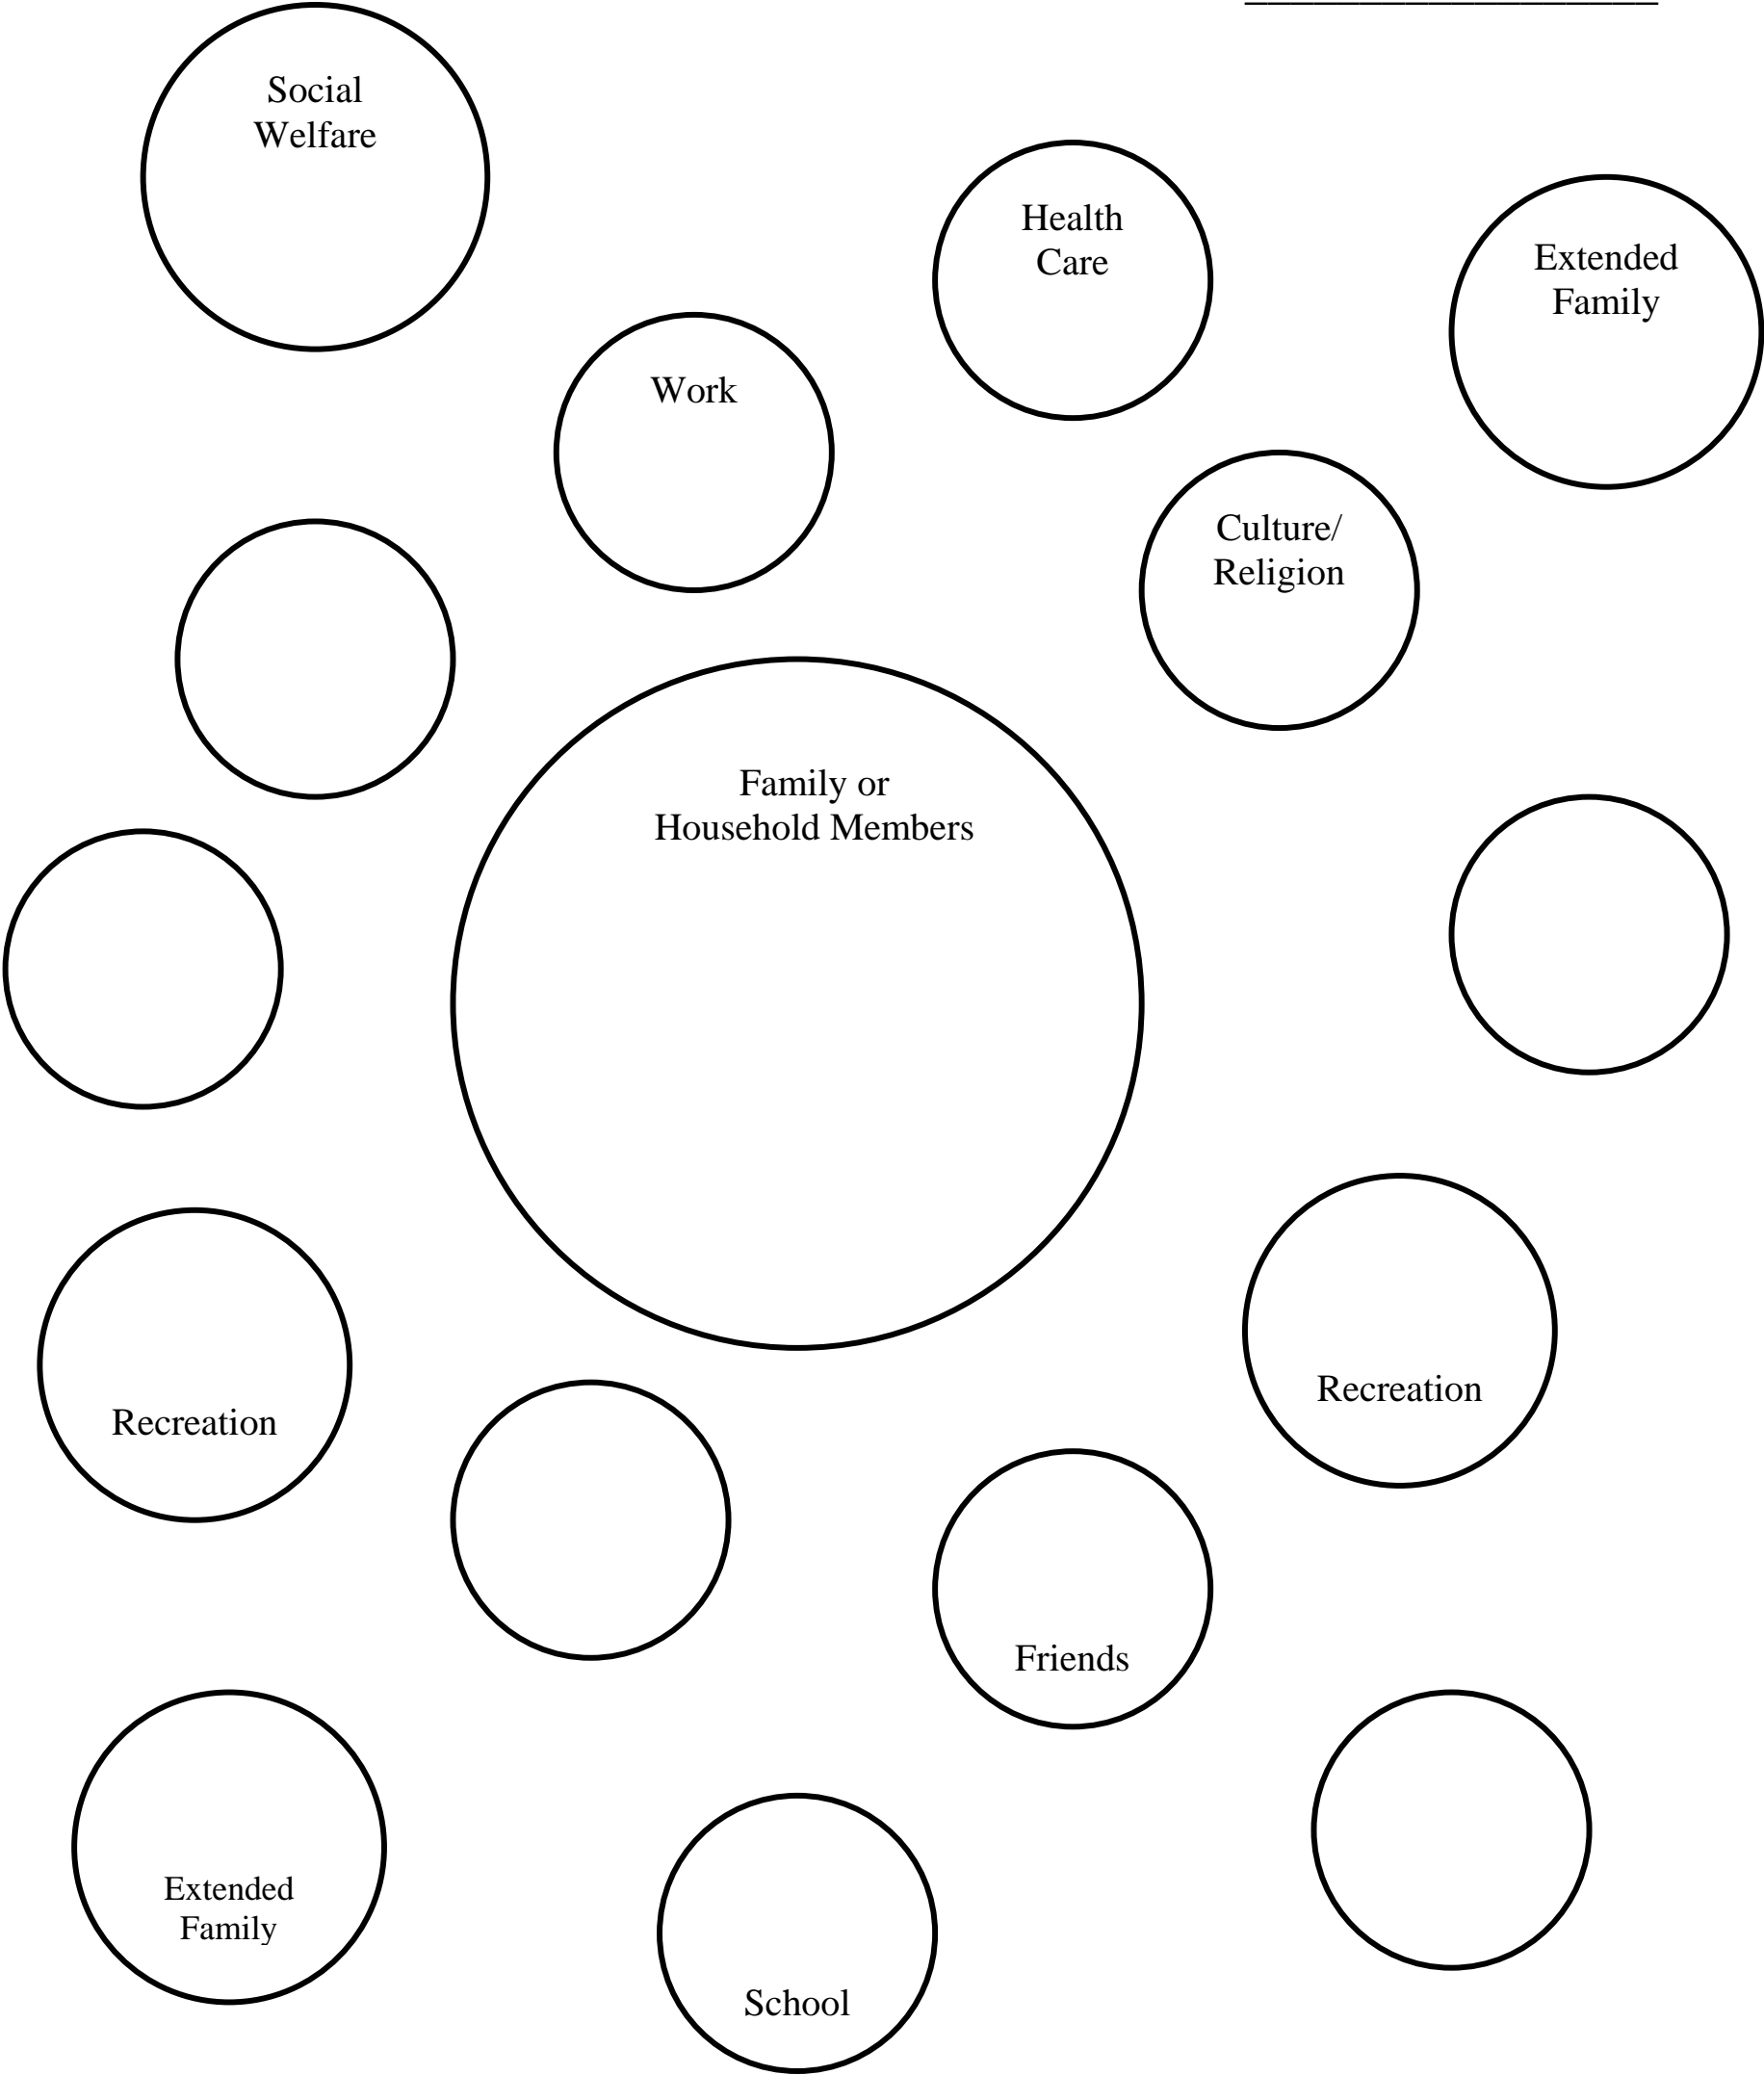 Social
Welfare
Health
Care
Extended
Family
Work
Culture/
Religion
Family or
Household Members
Recreation
Recreation
Friends
Extended
Family
School